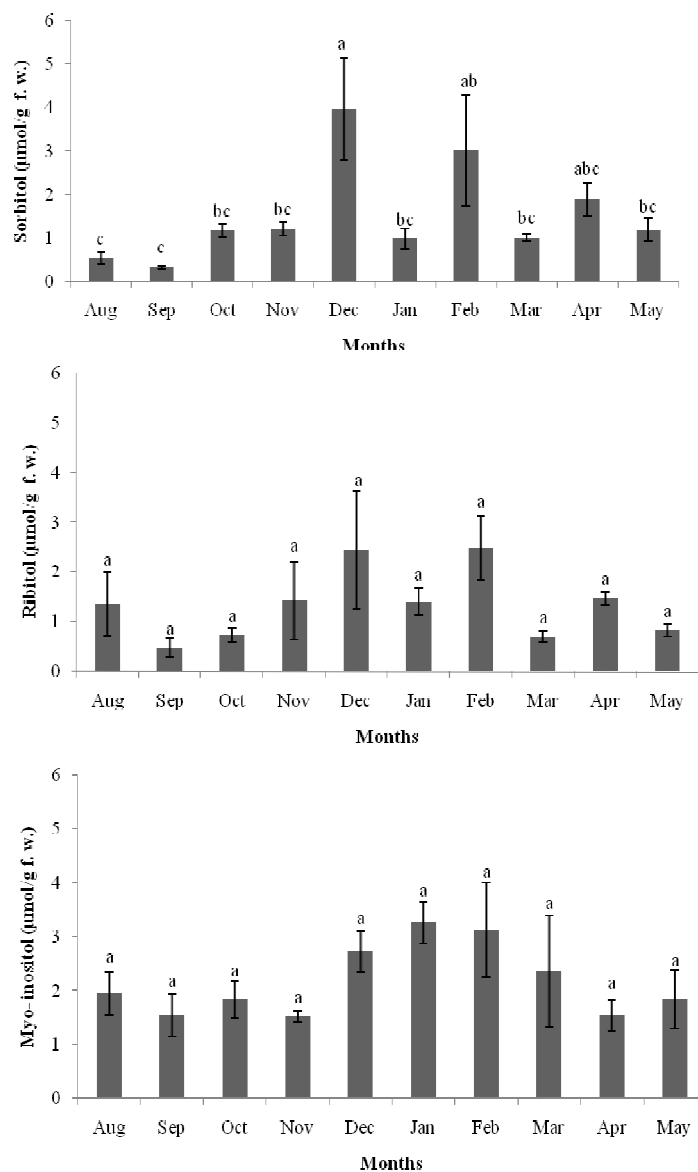 Sorbitol (µmol/g f. w.)
6
5
4
3
2
1
0
a
ab
abc
bc
bc
bc
bc
bc
c
c
Aug Sep Oct Nov Dec Jan Feb Mar Apr May
Months
Ribitol (µmol/g f. w.)
6
5
4
3
2
1
0
a a a a a a a a a a
Aug Sep Oct Nov Dec Jan Feb Mar Apr May
Months
Myo-inositol (µmol/g f. w.)
6
5
4
3
2
1
0
a a a a a a a a a a
Aug Sep Oct Nov Dec Jan Feb Mar Apr May
Months